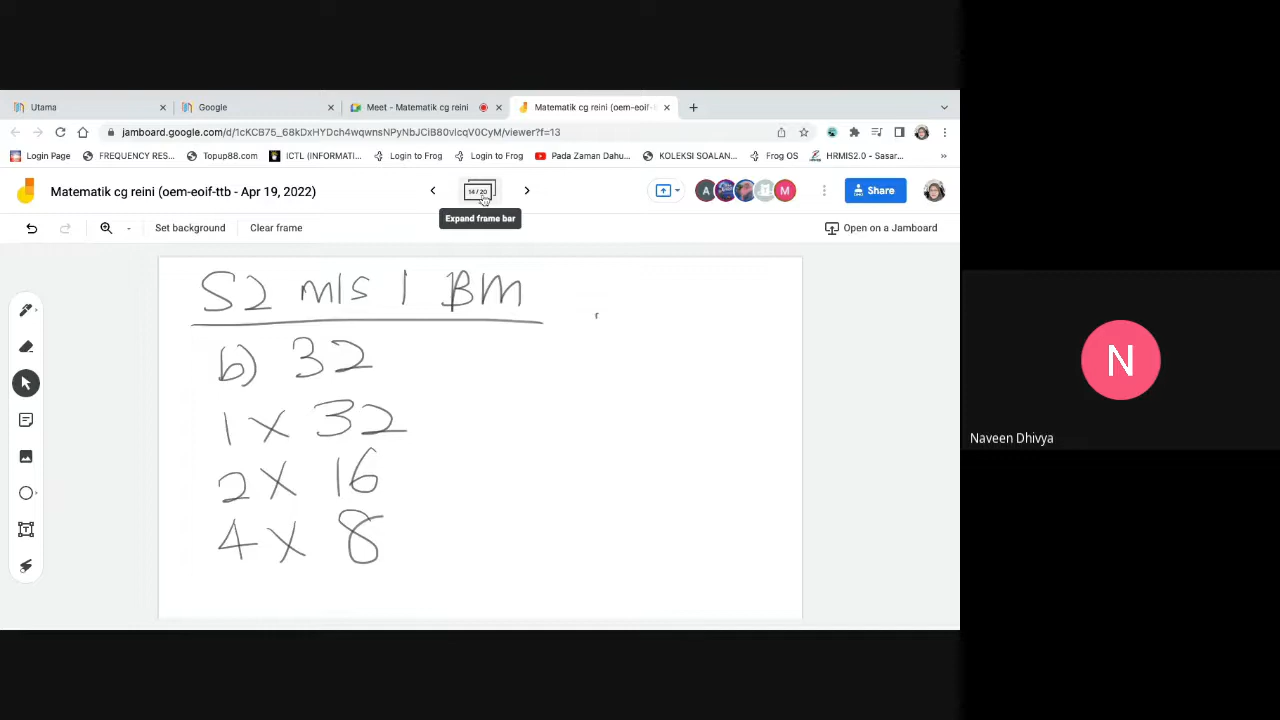 Utama
Google
Meet - Matematik cg reini
Matematik cg reini (oem-eoif-t
jamboard.google.com/d/1cKCB75_68kDxHYDch4wqwnsNPyNbJCiB80vlcqV0CyM/viewer?f=13
Login Page
FREQUENCY RES...
Topup88.com
ICTL (INFORMATI...
Login to Frog
Login to Frog
Pada Zaman Dahu...
KOLEKSI SOALAN...
Frog OS
HRMIS2.0 - Sasar...
Matematik cg reini (oem-eoif-ttb - Apr 19, 2022)
14 / 20
A
M
Share
Expand frame bar
Set background
Clear frame
Open on a Jamboard
S2 m/s 1 BM
b) 32
1 x 32
2 x 16
4 x 8
N
Naveen Dhivya